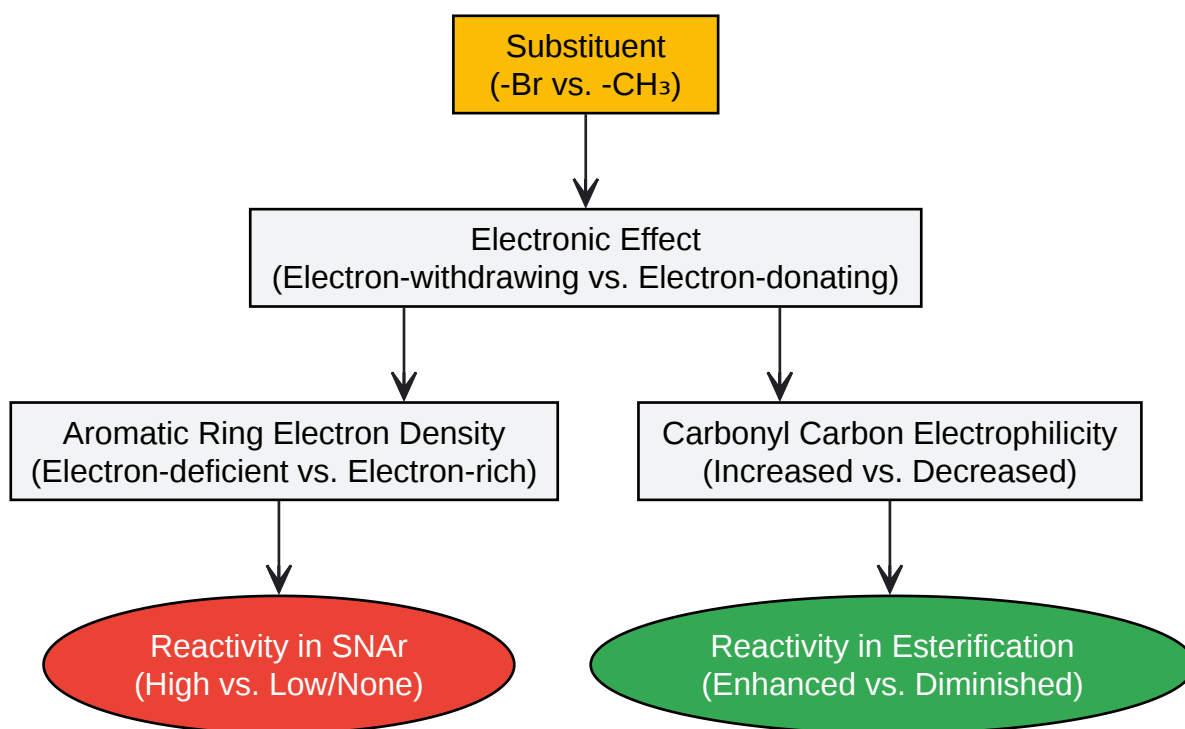 Substituent
(-Br vs. -CH₃)
Electronic Effect
(Electron-withdrawing vs. Electron-donating)
Aromatic Ring Electron Density
(Electron-deficient vs. Electron-rich)
Carbonyl Carbon Electrophilicity
(Increased vs. Decreased)
Reactivity in SNAr
(High vs. Low/None)
Reactivity in Esterification
(Enhanced vs. Diminished)